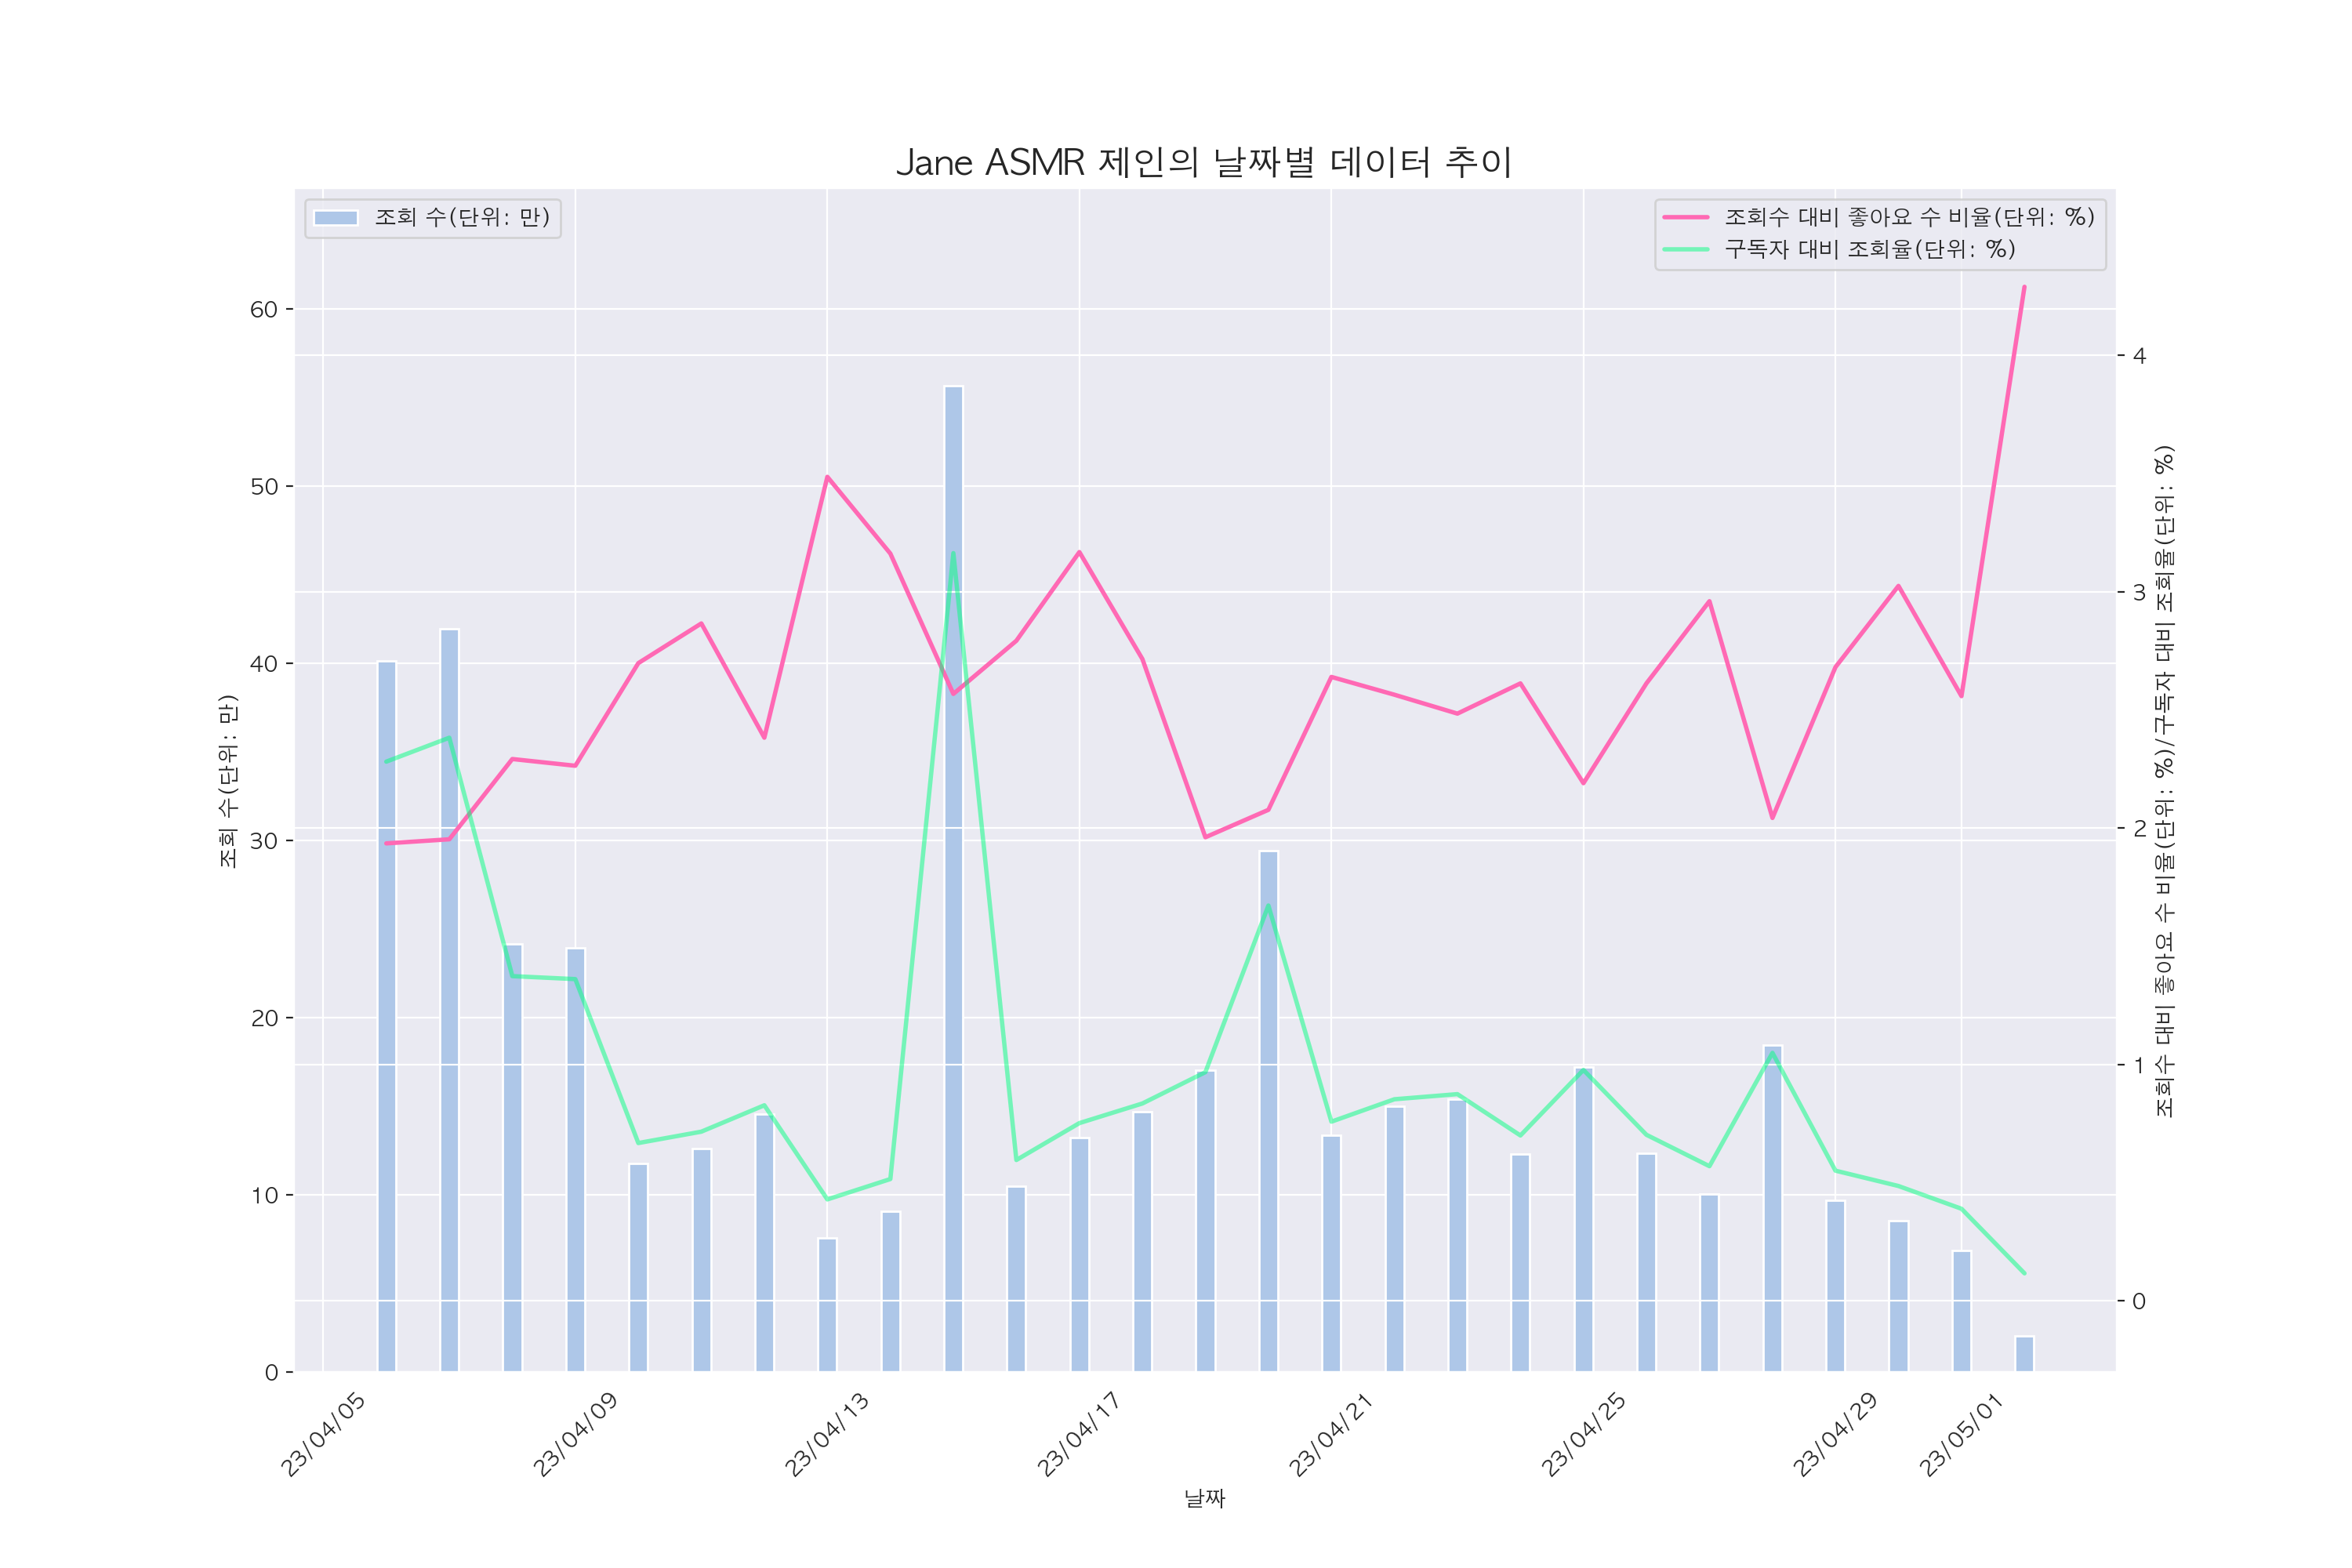 Jane ASMR 제인의 날짜별 데이터 추이
조회 수(단위: 만)
조회수 대비 좋아요 수 비율(단위: %)
구독자 대비 조회율(단위: %)
60
50
40
30
20
10
0
조회 수(단위: 만)
4
3
2
1
0
조회수 대비 좋아요 수 비율(단위: %)/구독자 대비 조회율(단위: %)
23/04/05
23/04/09
23/04/13
23/04/17
23/04/21
23/04/25
23/04/29
23/05/01
날짜